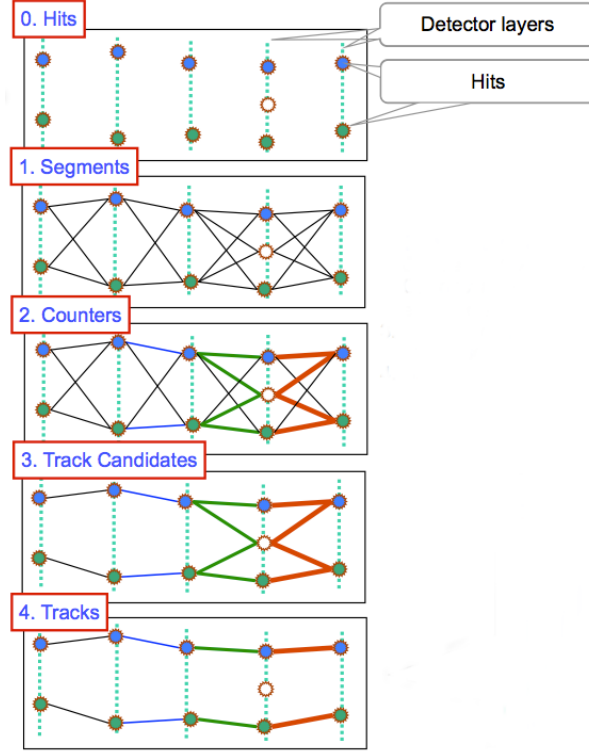 0. Hits
Detector layers
Hits
1. Segments
2. Counters
3. Track Candidates
4. Tracks